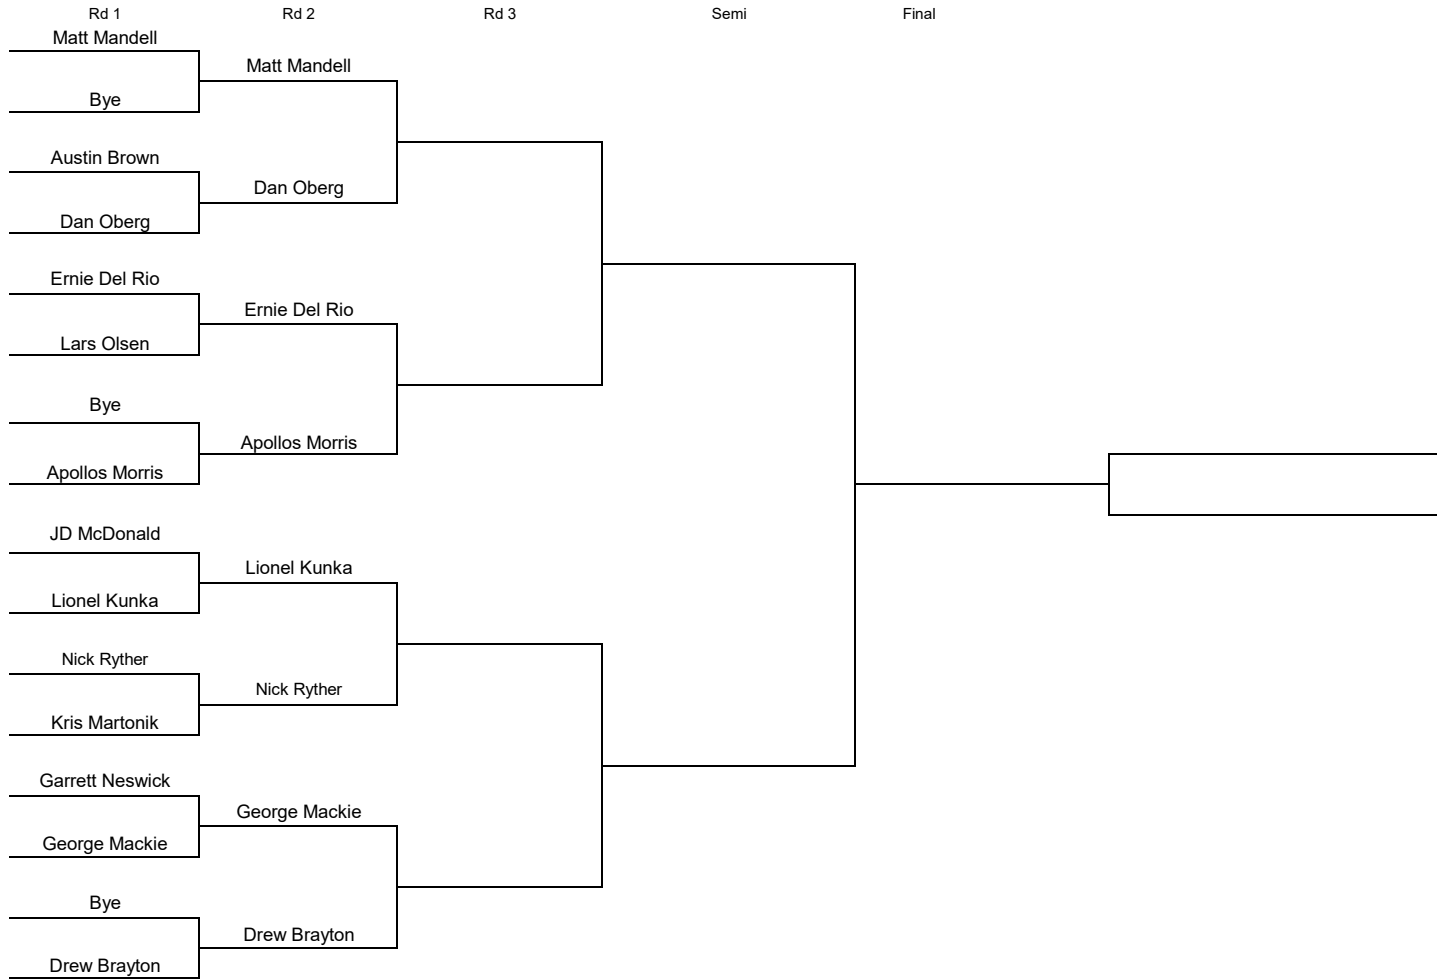 Rd 1 Rd 2 Rd 3 Semi Final
Matt Mandell
Matt Mandell
Bye
Austin Brown
Dan Oberg
Dan Oberg
Ernie Del Rio
Ernie Del Rio
Lars Olsen
Bye
Apollos Morris
Apollos Morris
JD McDonald
Lionel Kunka
Lionel Kunka
Nick Ryther
Nick Ryther
Kris Martonik
Garrett Neswick
George Mackie
George Mackie
Bye
Drew Brayton
Drew Brayton